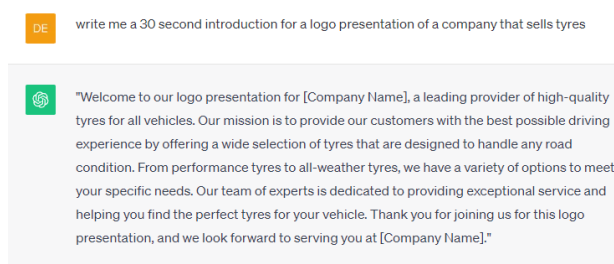 DE
write me a 30 second introduction for a logo presentation of a company that sells tyres
"Welcome to our logo presentation for [Company Name], a leading provider of high-quality
tyres for all vehicles. Our mission is to provide our customers with the best possible driving
experience by offering a wide selection of tyres that are designed to handle any road
condition. From performance tyres to all-weather tyres, we have a variety of options to meet
your specific needs. Our team of experts is dedicated to providing exceptional service and
helping you find the perfect tyres for your vehicle. Thank you for joining us for this logo
presentation, and we look forward to serving you at [Company Name]."